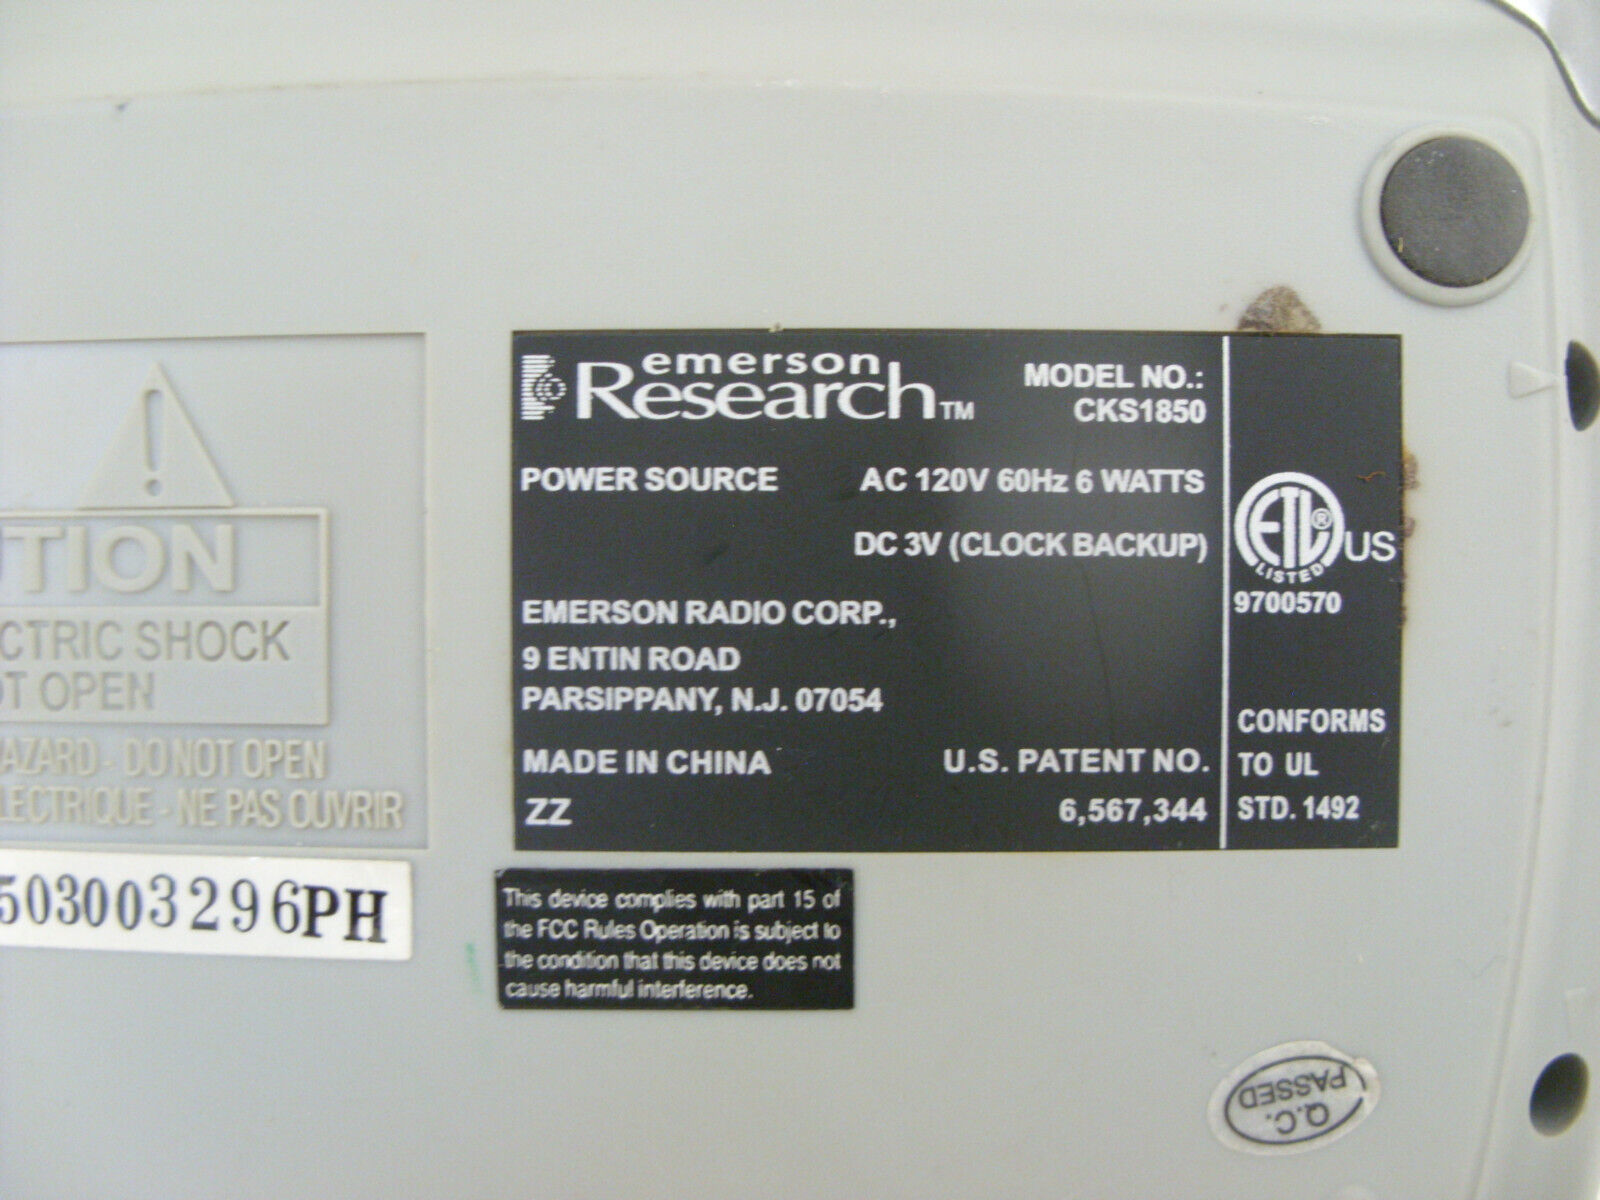 !
TION
CTRIC SHOCK
OT OPEN
AZARD - DO NOT OPEN
LECTRIQUE - NE PAS OUVRIR
503003296PH
emerson
Research™
MODEL NO.:
CKS1850
POWER SOURCE AC 120V 60Hz 6 WATTS
DC 3V (CLOCK BACKUP)
EMERSON RADIO CORP.,
9 ENTIN ROAD
PARSIPPANY, N.J. 07054
MADE IN CHINA
U.S. PATENT NO.
ZZ
6,567,344
ETL®
LISTED
US
9700570
CONFORMS
TO UL
STD. 1492
This device complies with part 15 of
the FCC Rules Operation is subject to
the condition that this device does not
cause harmful interference.
Q.C.
PASSED